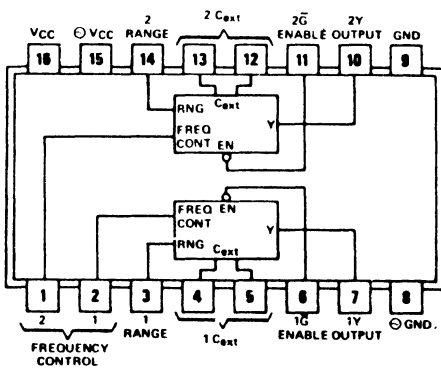 2 2 Cext 2G̅ 2Y
VCC ⊖ VCC RANGE ENABLE OUTPUT GND
16 15 14 13 12 11 10 9
RNG Cext
FREQ Y
CONT EN
FREQ EN
CONT Y
RNG Cext
1 2 3 4 5 6 7 8
2 1 1 1G̅ 1Y ⊖ GND.
RANGE 1 Cext ENABLE OUTPUT
FREQUENCY
CONTROL